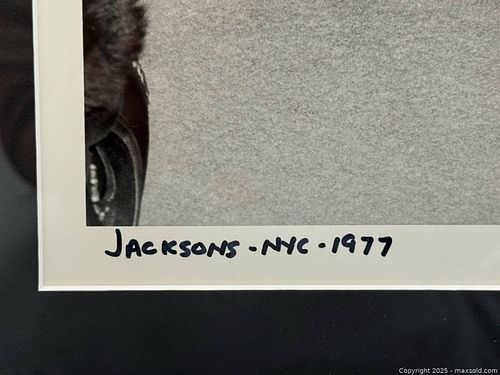 JACKSONS - NYC - 1977
Copyright 2025 - maxsold.com